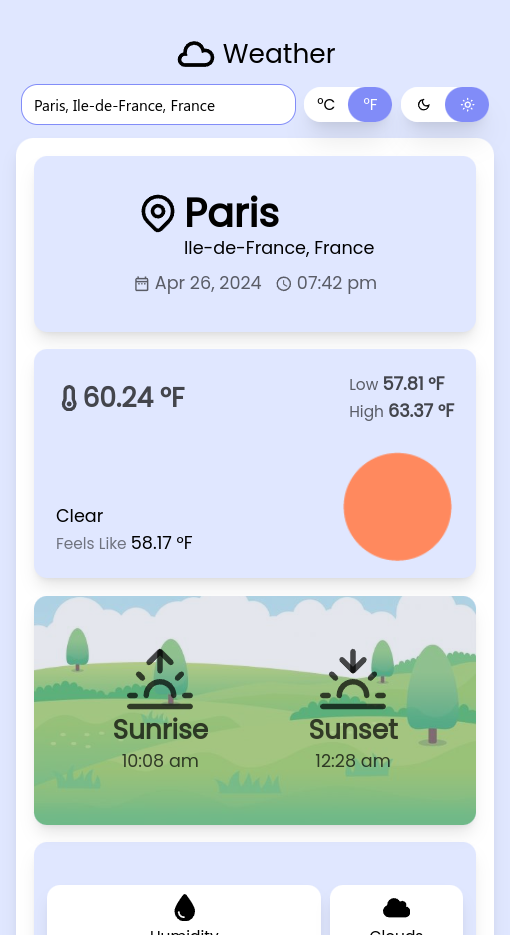 Weather
Paris, Ile-de-France, France
°C
°F
Paris
Ile-de-France, France
Apr 26, 2024 07:42 pm
60.24 °F
Low 57.81 °F
High 63.37 °F
Clear
Feels Like 58.17 °F
Sunrise
10:08 am
Sunset
12:28 am
Humidity
Clouds